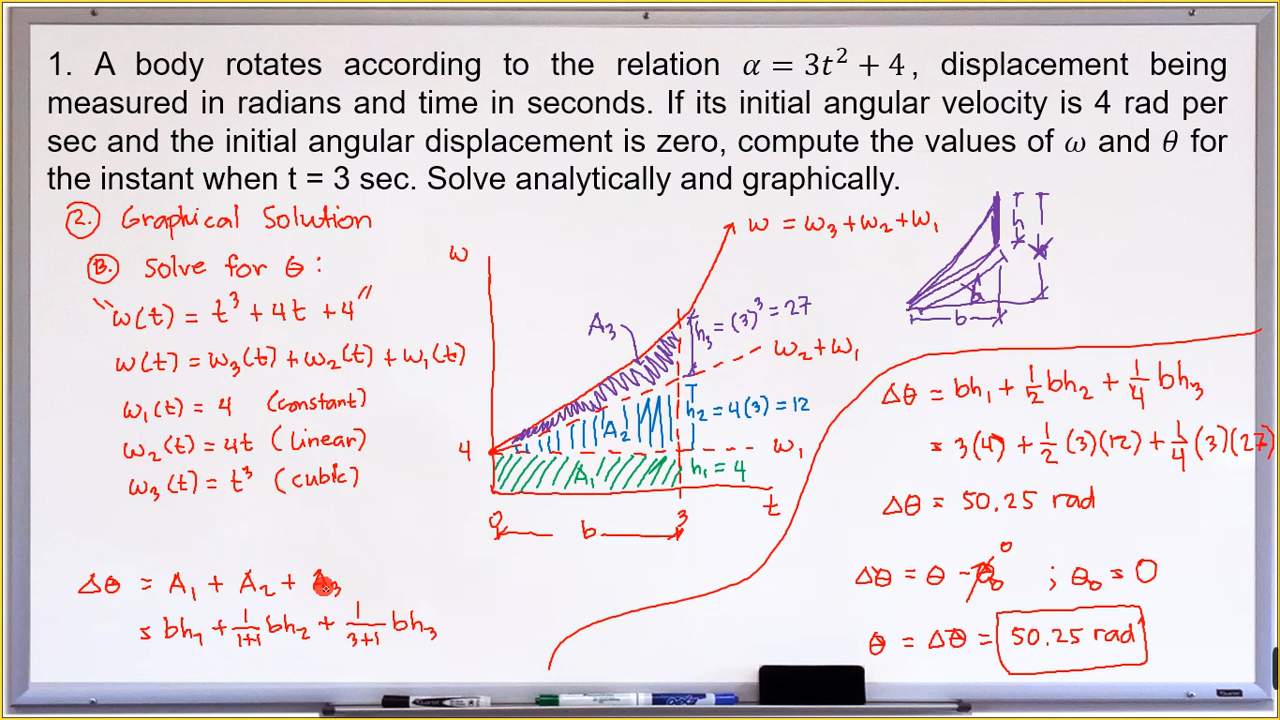 1. A body rotates according to the relation α = 3t² + 4, displacement being
measured in radians and time in seconds. If its initial angular velocity is 4 rad per
sec and the initial angular displacement is zero, compute the values of ω and θ for
the instant when t = 3 sec. Solve analytically and graphically.
2. Graphical Solution
B. Solve for θ :
"ω(t) = t³ + 4t + 4"
ω(t) = ω₃(t) + ω₂(t) + ω₁(t)
ω₁(t) = 4 (constant)
ω₂(t) = 4t (linear)
ω₃(t) = t³ (cubic)
Δθ = A₁ + A₂ + A₃
= bh₁ + 1/(1+1) bh₂ + 1/(3+1) bh₃
ω
ω = ω₃ + ω₂ + ω₁
A₃
h₃ = (3)³ = 27
ω₂ + ω₁
h₂ = 4(3) = 12
A₂
4
ω₁
A₁
h₁ = 4
t
0
3
b
h
h
b
Δθ = bh₁ + 1/2 bh₂ + 1/4 bh₃
= 3(4) + 1/2 (3)(12) + 1/4 (3)(27)
Δθ = 50.25 rad
Δθ = θ - θ₀ 0 ; θ₀ = 0
θ = Δθ = 50.25 rad